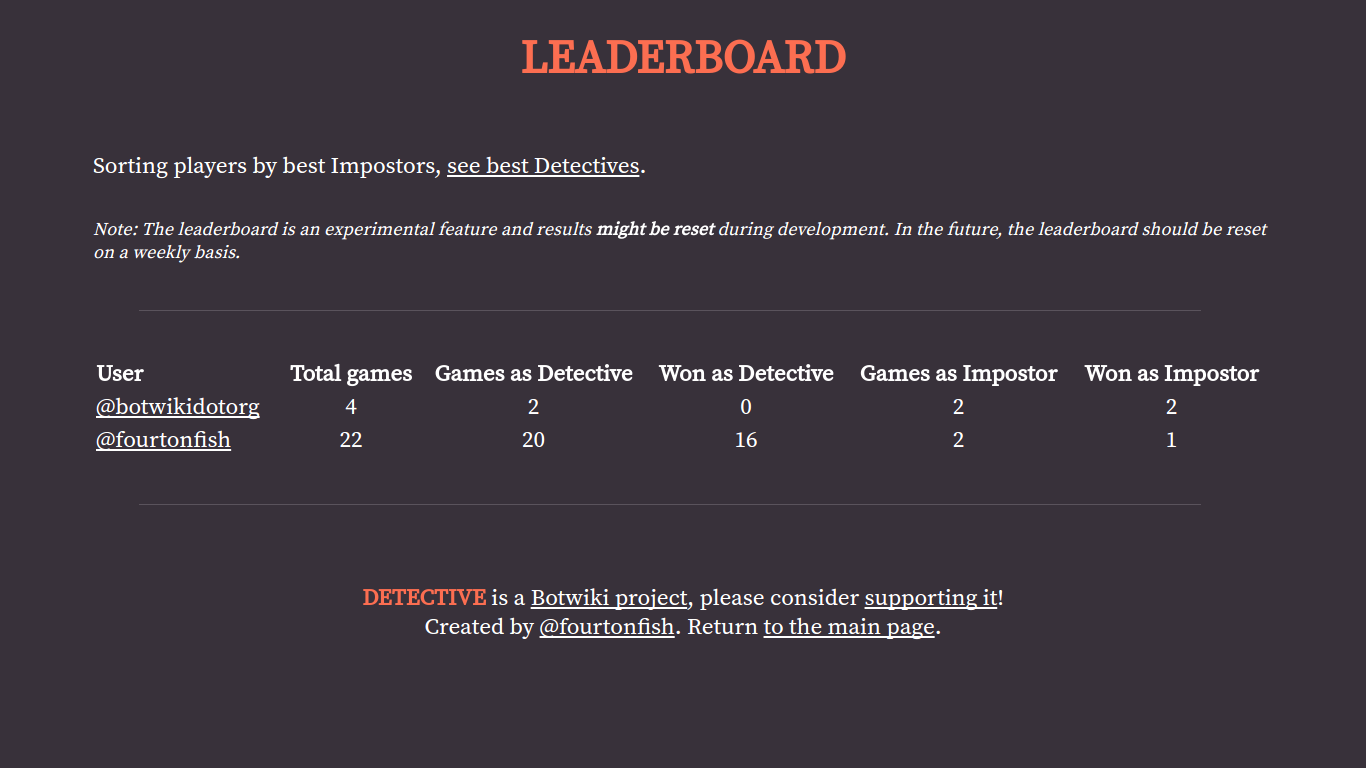 LEADERBOARD
Sorting players by best Impostors, see best Detectives.
Note: The leaderboard is an experimental feature and results might be reset during development. In the future, the leaderboard should be reset
on a weekly basis.
User Total games Games as Detective Won as Detective Games as Impostor Won as Impostor
@botwikidotorg 4 2 0 2 2
@fourtonfish 22 20 16 2 1
DETECTIVE is a Botwiki project, please consider supporting it!
Created by @fourtonfish. Return to the main page.